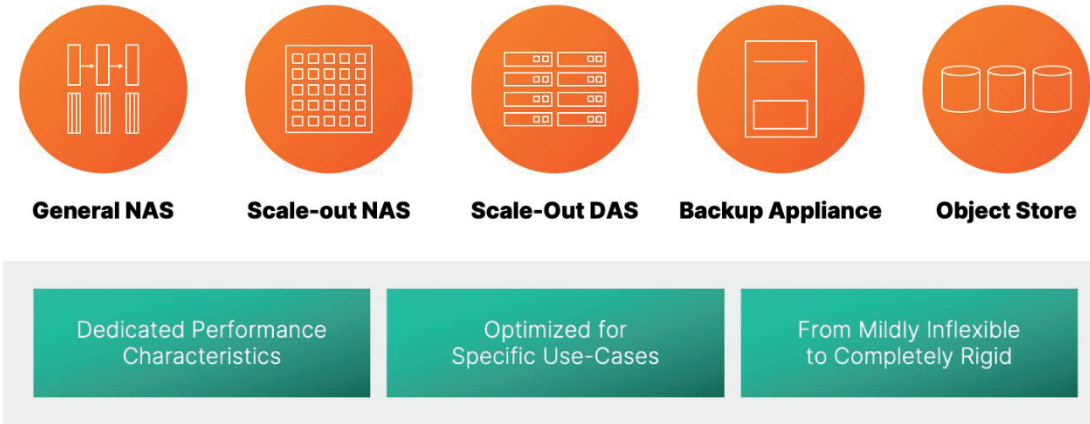 General NAS
Scale-out NAS
Scale-Out DAS
Backup Appliance
Object Store
Dedicated Performance
Characteristics
Optimized for
Specific Use-Cases
From Mildly Inflexible
to Completely Rigid